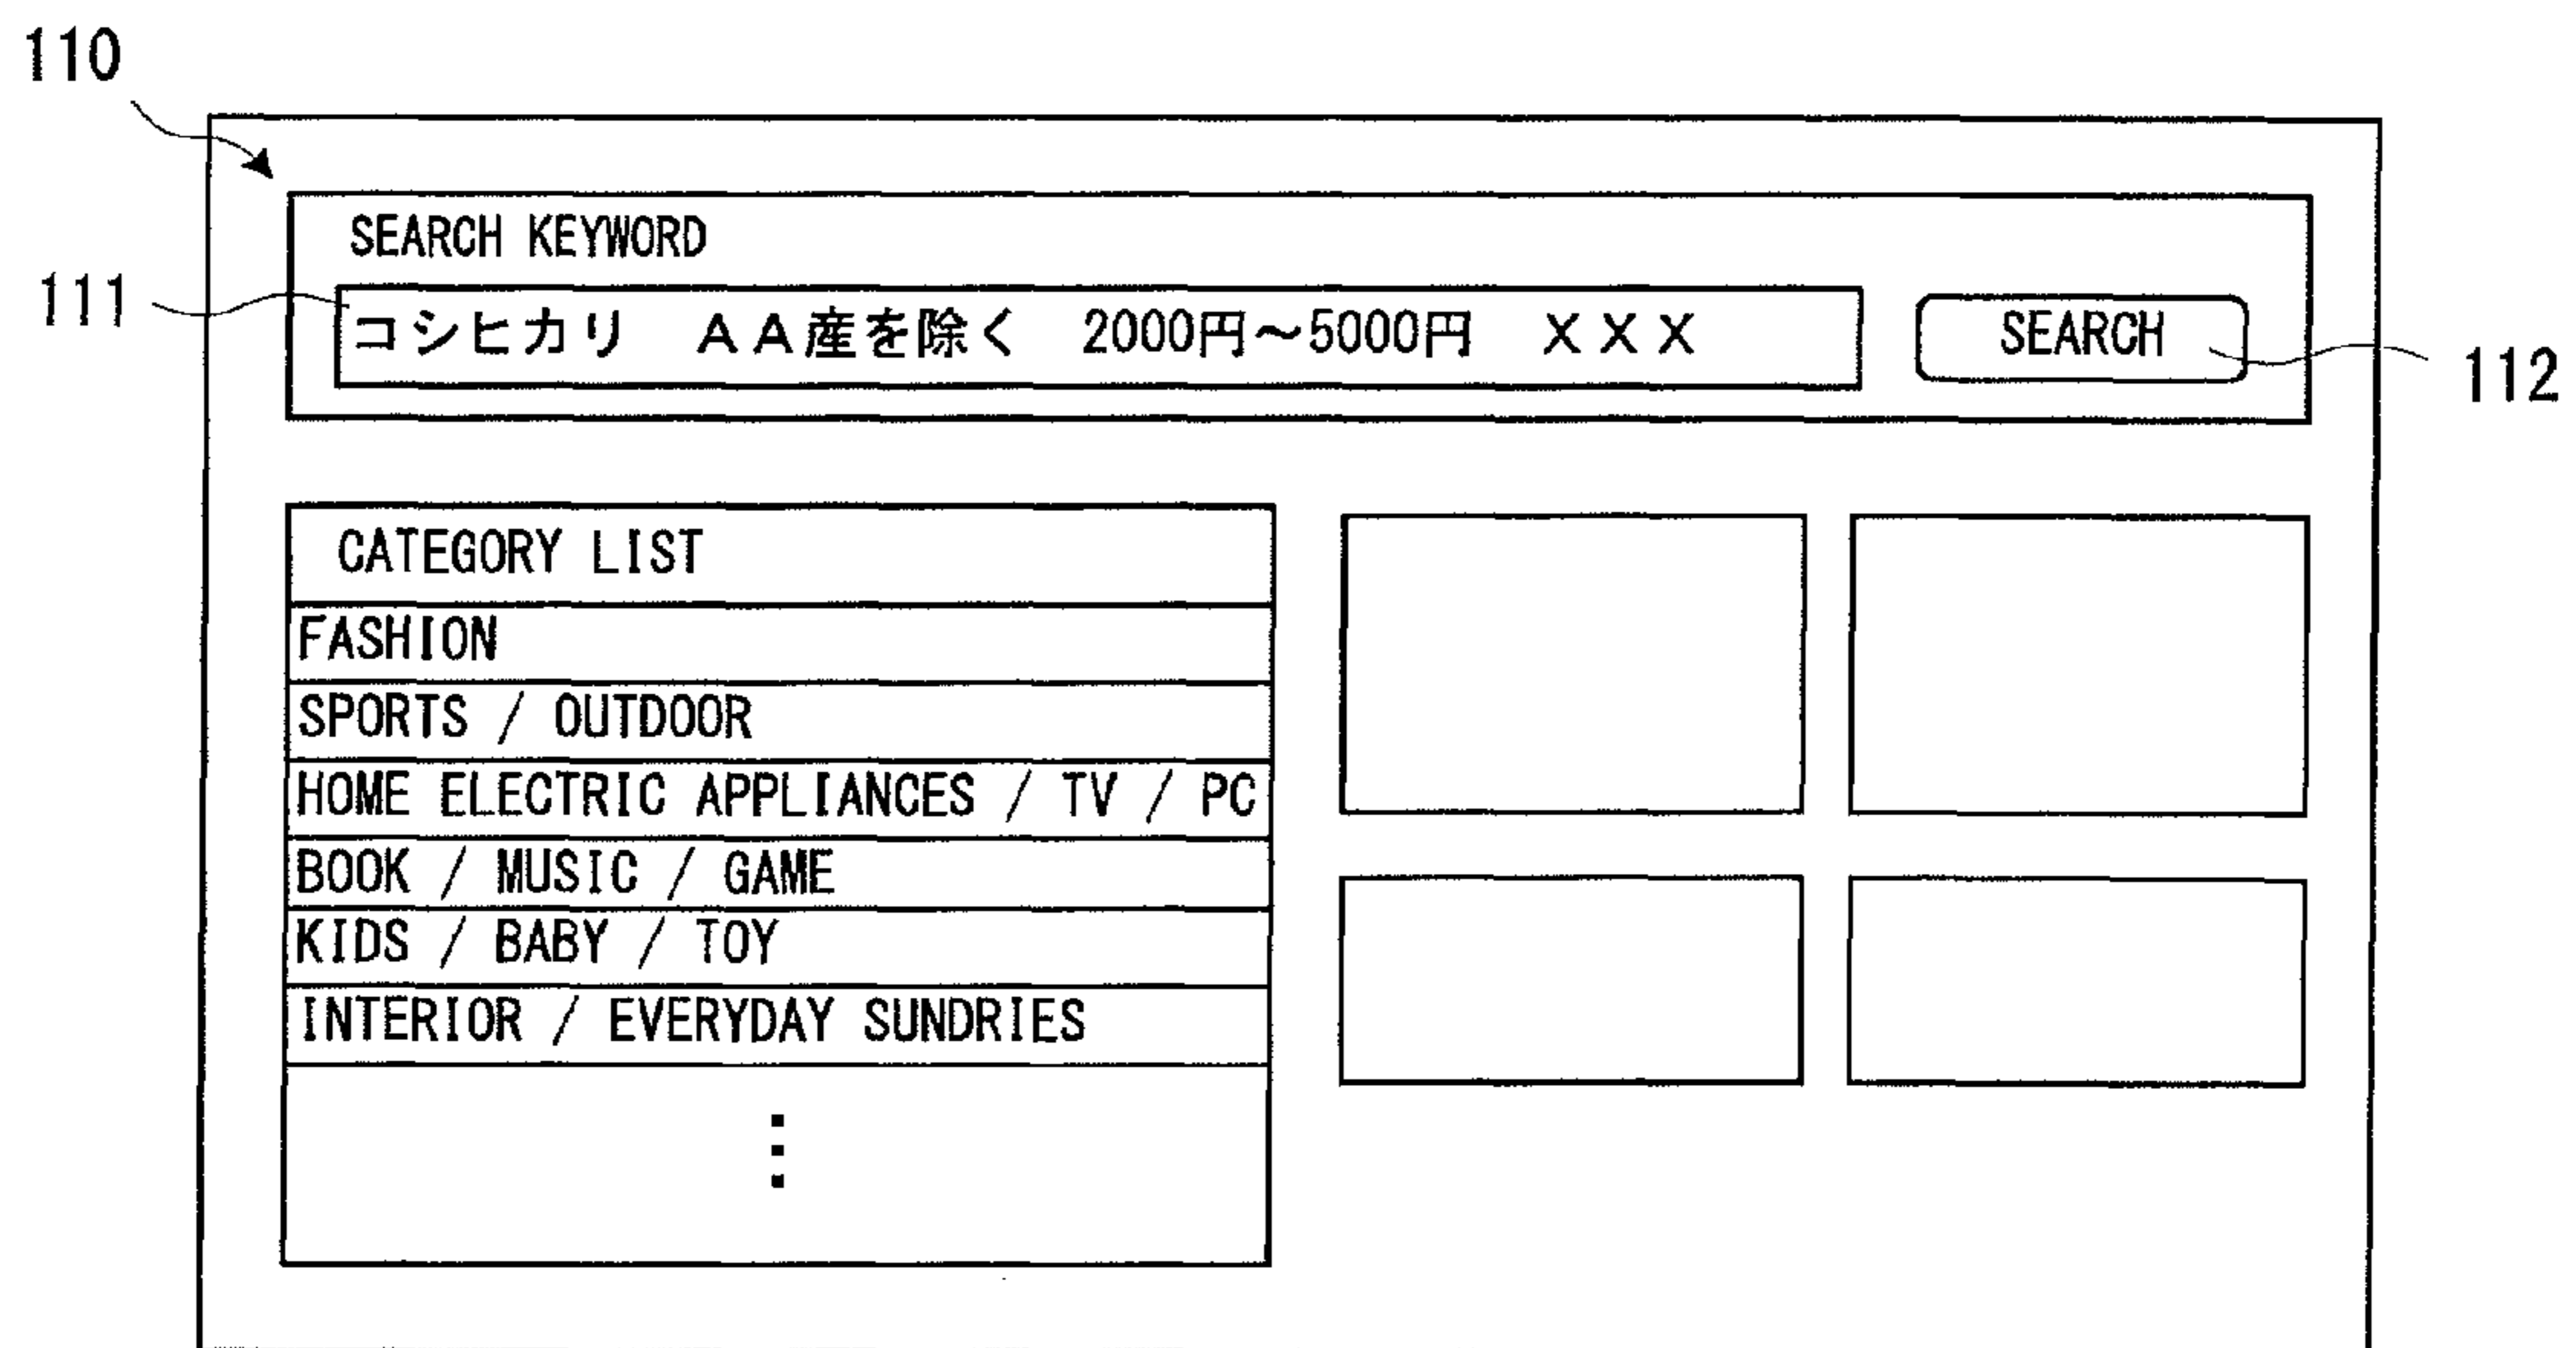 110
SEARCH KEYWORD
111
コシヒカリ　ＡＡ産を除く　2000円～5000円　ＸＸＸ
SEARCH
112
CATEGORY LIST
FASHION
SPORTS / OUTDOOR
HOME ELECTRIC APPLIANCES / TV / PC
BOOK / MUSIC / GAME
KIDS / BABY / TOY
INTERIOR / EVERYDAY SUNDRIES